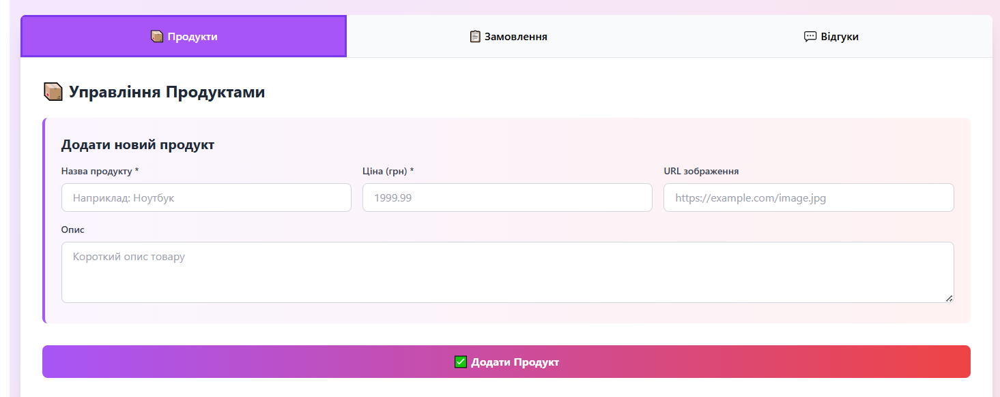 📦 Продукти
📋 Замовлення
💬 Відгуки
📦 Управління Продуктами
Додати новий продукт
Назва продукту *
Ціна (грн) *
URL зображення
Наприклад: Ноутбук
1999.99
https://example.com/image.jpg
Опис
Короткий опис товару
✅ Додати Продукт